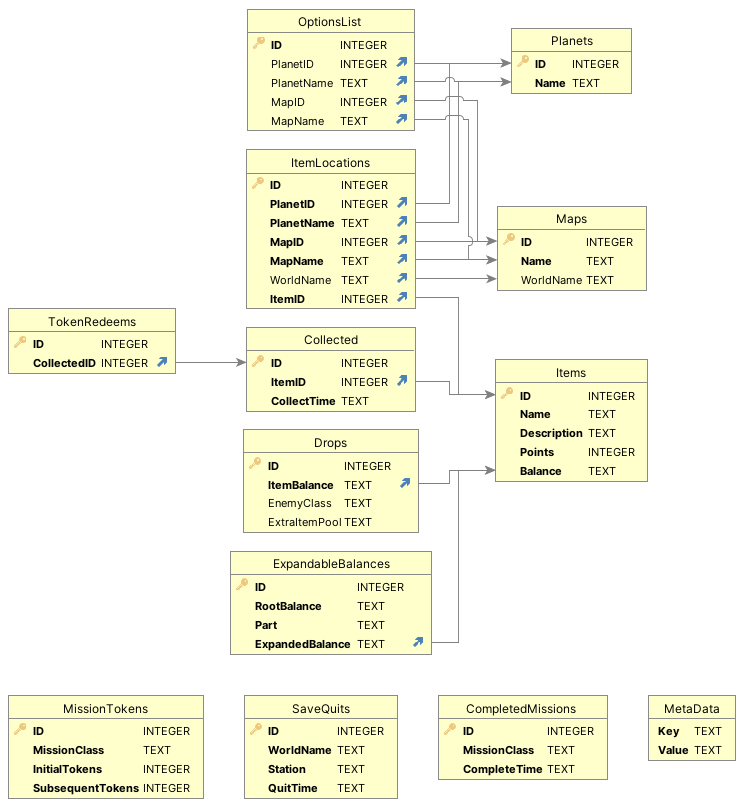 OptionsList
ID INTEGER
PlanetID INTEGER
PlanetName TEXT
MapID INTEGER
MapName TEXT
Planets
ID INTEGER
Name TEXT
ItemLocations
ID INTEGER
PlanetID INTEGER
PlanetName TEXT
MapID INTEGER
MapName TEXT
WorldName TEXT
ItemID INTEGER
Maps
ID INTEGER
Name TEXT
WorldName TEXT
TokenRedeems
ID INTEGER
CollectedID INTEGER
Collected
ID INTEGER
ItemID INTEGER
CollectTime TEXT
Items
ID INTEGER
Name TEXT
Description TEXT
Points INTEGER
Balance TEXT
Drops
ID INTEGER
ItemBalance TEXT
EnemyClass TEXT
ExtraItemPool TEXT
ExpandableBalances
ID INTEGER
RootBalance TEXT
Part TEXT
ExpandedBalance TEXT
MissionTokens
ID INTEGER
MissionClass TEXT
InitialTokens INTEGER
SubsequentTokens INTEGER
SaveQuits
ID INTEGER
WorldName TEXT
Station TEXT
QuitTime TEXT
CompletedMissions
ID INTEGER
MissionClass TEXT
CompleteTime TEXT
MetaData
Key TEXT
Value TEXT